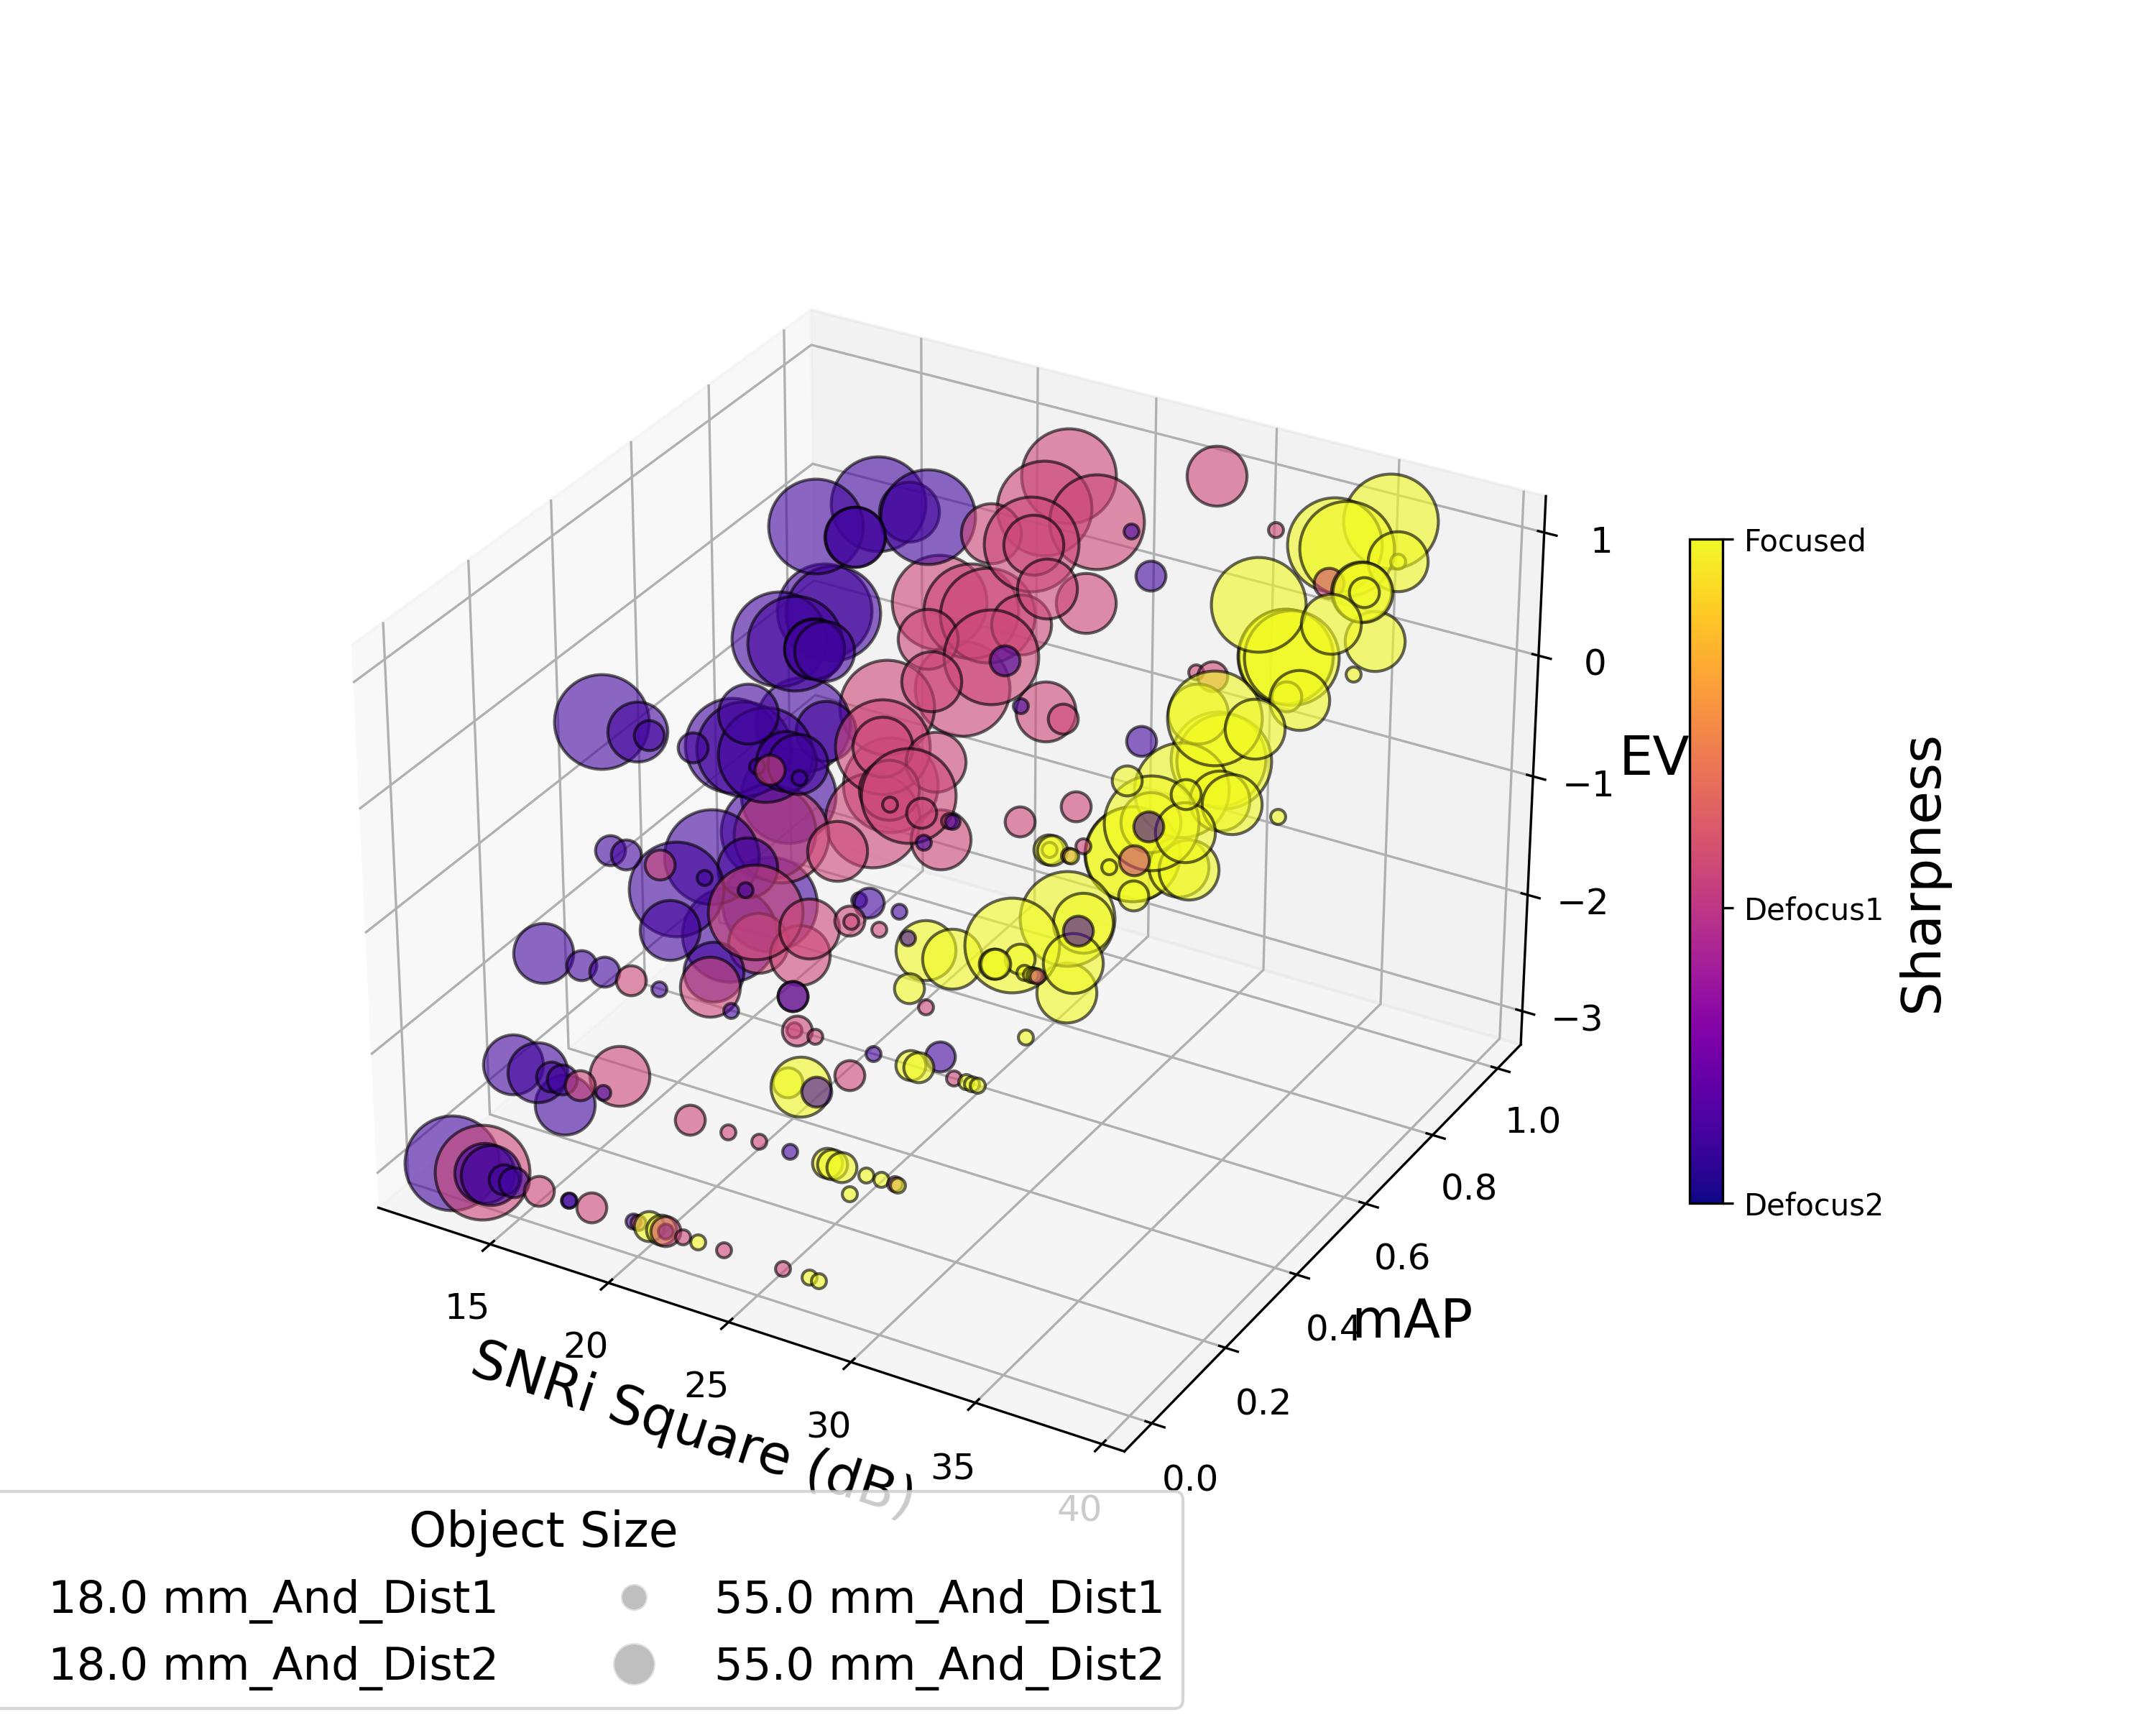 1
0
−1
−2
−3
EV
Focused
Defocus1
Defocus2
Sharpness
1.0
0.8
0.6
0.4
0.2
0.0
mAP
15
20
25
30
35
40
SNRi Square (dB)
Object Size
18.0 mm_And_Dist1
55.0 mm_And_Dist1
18.0 mm_And_Dist2
55.0 mm_And_Dist2